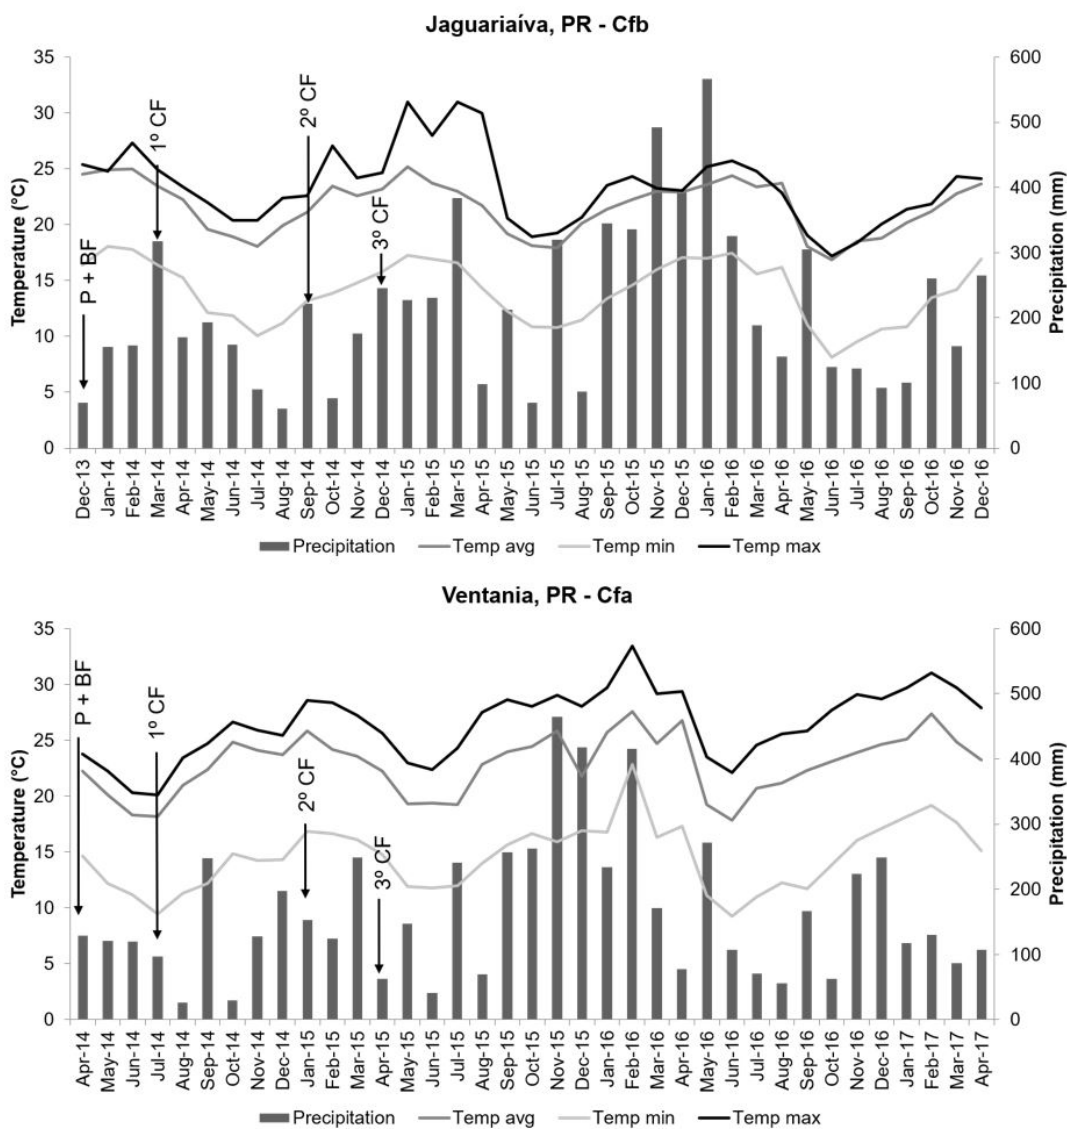 Jaguariaíva, PR - Cfb
Temperature (°C)
35
30
25
20
15
10
5
0
P + BF
1º CF
2º CF
3º CF
600
500
400
300
200
100
0
Precipitation (mm)
Dec-13 Jan-14 Feb-14 Mar-14 Apr-14 May-14 Jun-14 Jul-14 Aug-14 Sep-14 Oct-14 Nov-14 Dec-14 Jan-15 Feb-15 Mar-15 Apr-15 May-15 Jun-15 Jul-15 Aug-15 Sep-15 Oct-15 Nov-15 Dec-15 Jan-16 Feb-16 Mar-16 Apr-16 May-16 Jun-16 Jul-16 Aug-16 Sep-16 Oct-16 Nov-16 Dec-16
Precipitation Temp avg Temp min Temp max
Ventania, PR - Cfa
Temperature (°C)
35
30
25
20
15
10
5
0
P + BF
1º CF
2º CF
3º CF
600
500
400
300
200
100
0
Precipitation (mm)
Apr-14 May-14 Jun-14 Jul-14 Aug-14 Sep-14 Oct-14 Nov-14 Dec-14 Jan-15 Feb-15 Mar-15 Apr-15 May-15 Jun-15 Jul-15 Aug-15 Sep-15 Oct-15 Nov-15 Dec-15 Jan-16 Feb-16 Mar-16 Apr-16 May-16 Jun-16 Jul-16 Aug-16 Sep-16 Oct-16 Nov-16 Dec-16 Jan-17 Feb-17 Mar-17 Apr-17
Precipitation Temp avg Temp min Temp max